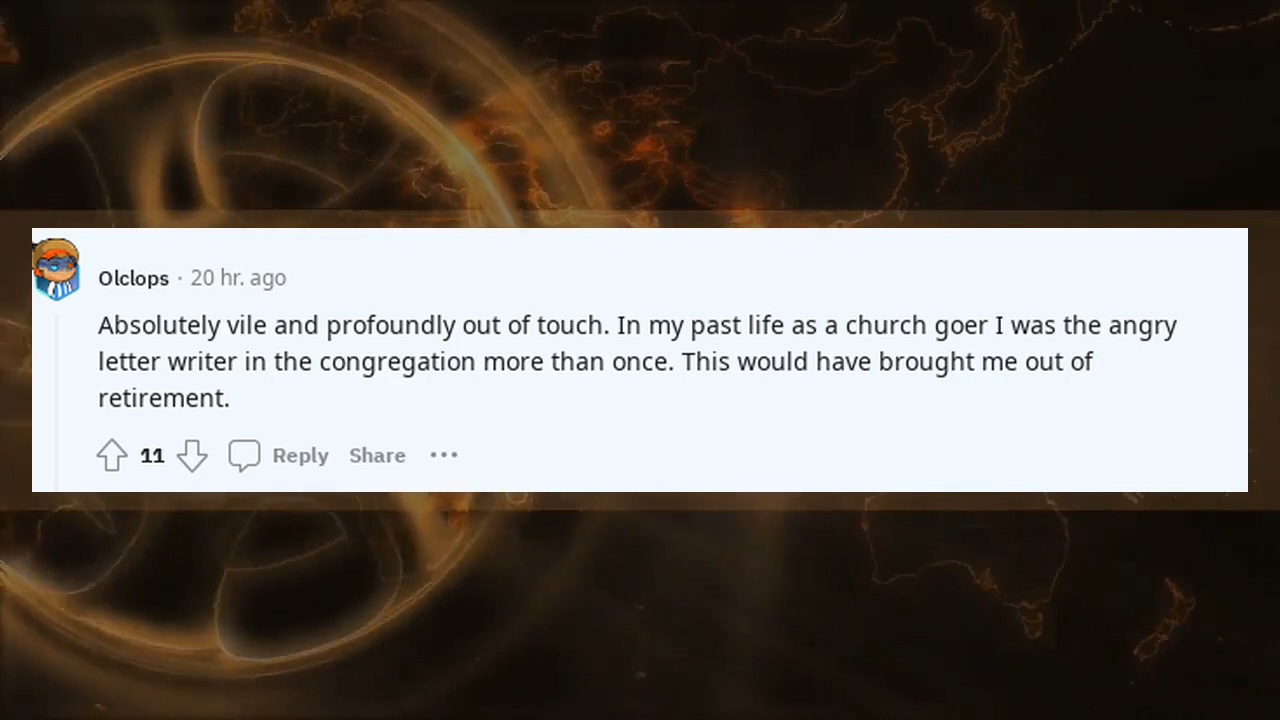 Olclops · 20 hr. ago
Absolutely vile and profoundly out of touch. In my past life as a church goer I was the angry
letter writer in the congregation more than once. This would have brought me out of
retirement.
11 Reply Share ···